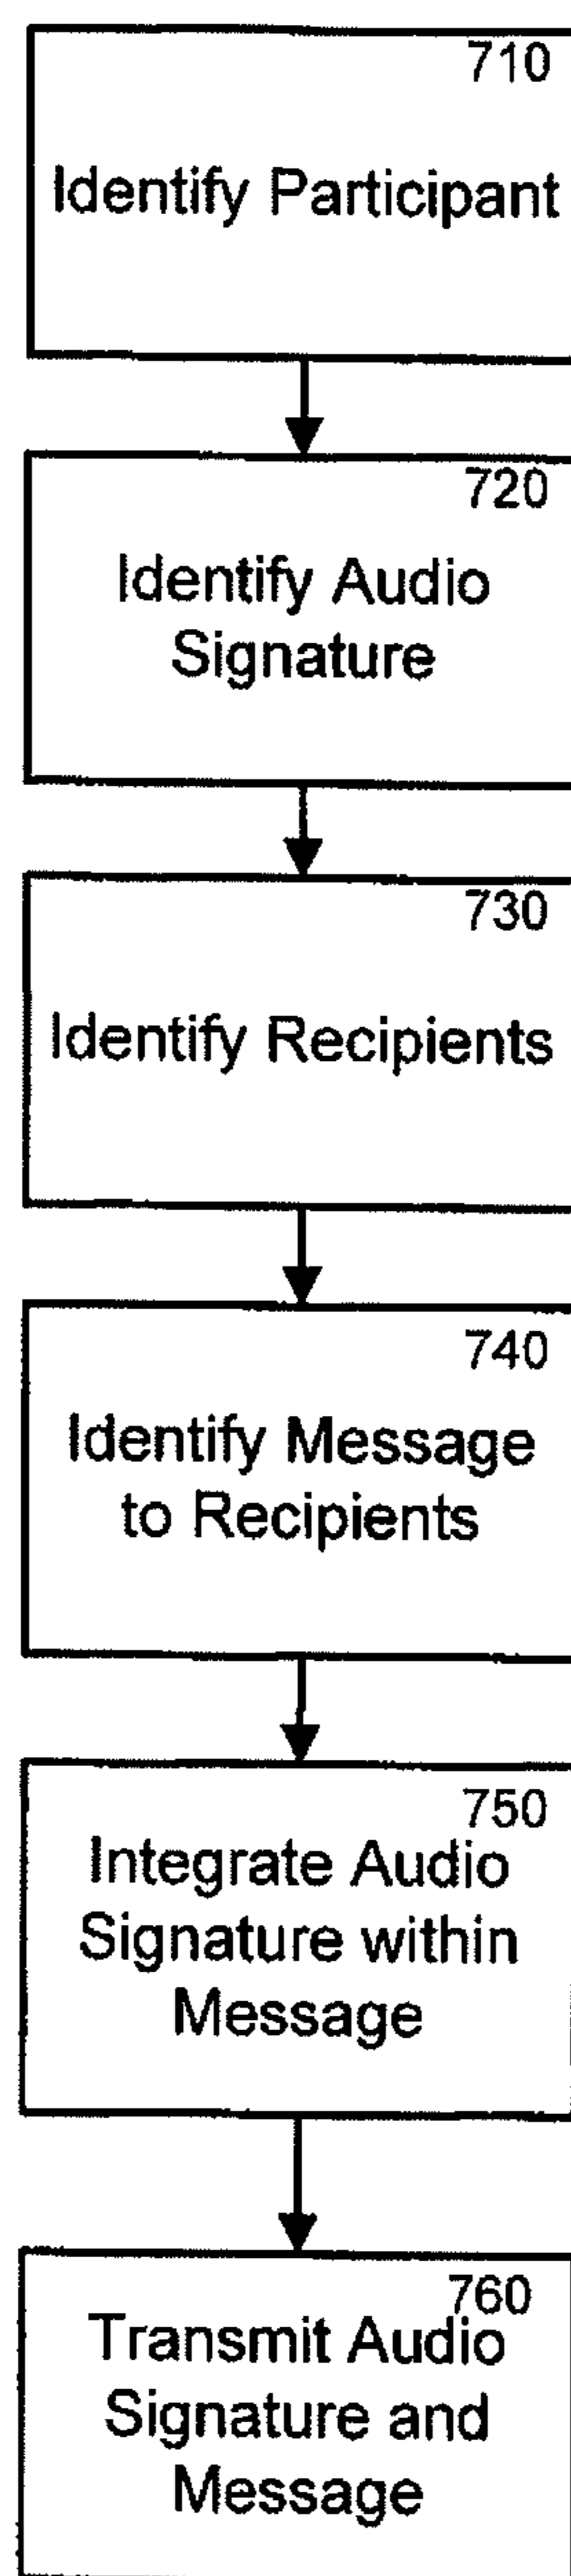 710
Identify Participant
720
Identify Audio
Signature
730
Identify Recipients
740
Identify Message
to Recipients
750
Integrate Audio
Signature within
Message
760
Transmit Audio
Signature and
Message